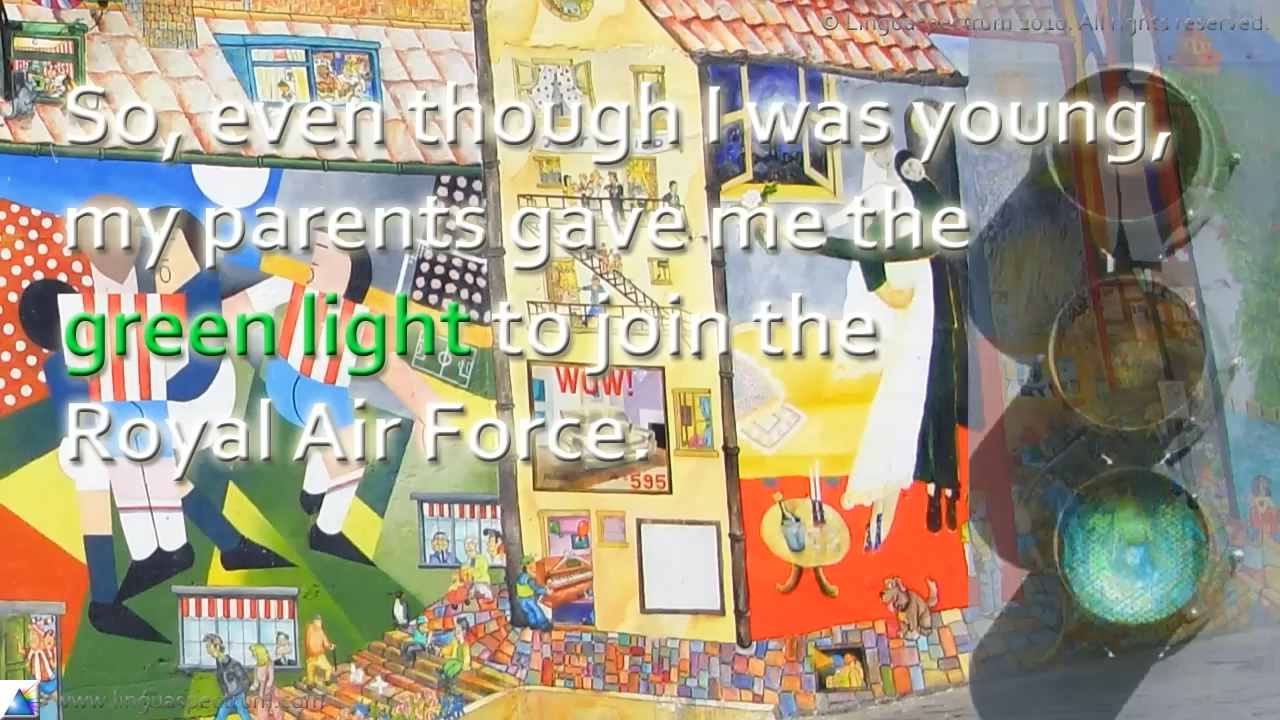 © Linguaspectrum 2010. All rights reserved.
So, even though I was young,
my parents gave me the
green light to join the
Royal Air Force.
WOW!
595
www.linguaspectrum.com